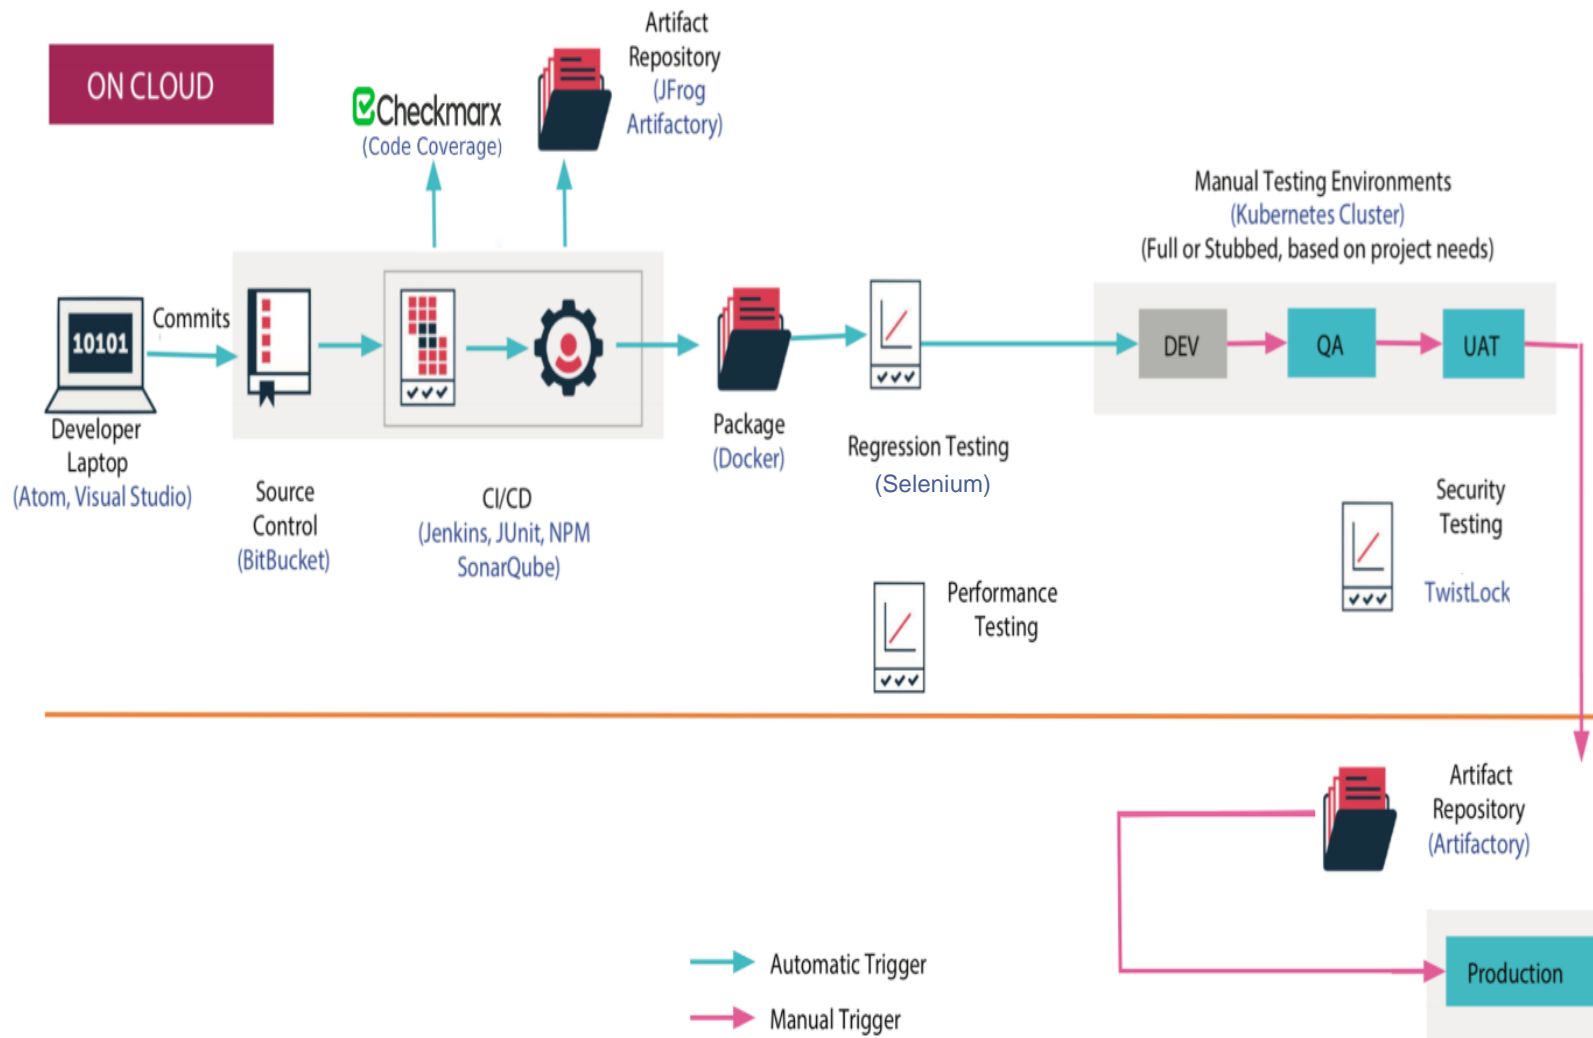 ON CLOUD
Checkmarx
(Code Coverage)
Artifact
Repository
(JFrog
Artifactory)
Manual Testing Environments
(Kubernetes Cluster)
(Full or Stubbed, based on project needs)
10101
Commits
DEV
QA
UAT
Developer
Laptop
(Atom, Visual Studio)
Source
Control
(BitBucket)
CI/CD
(Jenkins, JUnit, NPM
SonarQube)
Package
(Docker)
Regression Testing
(Selenium)
Performance
Testing
Security
Testing
TwistLock
Artifact
Repository
(Artifactory)
Production
Automatic Trigger
Manual Trigger